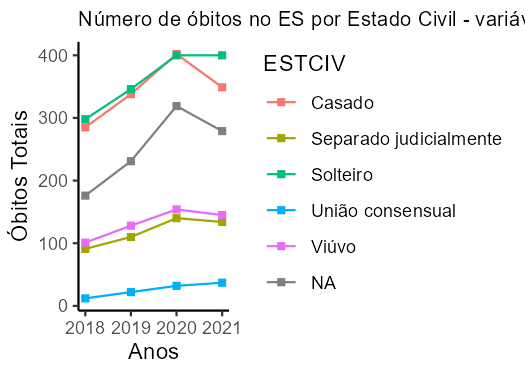 Número de óbitos no ES por Estado Civil - variáv
ESTCIV
Casado
Separado judicialmente
Solteiro
União consensual
Viúvo
NA
Óbitos Totais
400
300
200
100
0
2018 2019 2020 2021
Anos